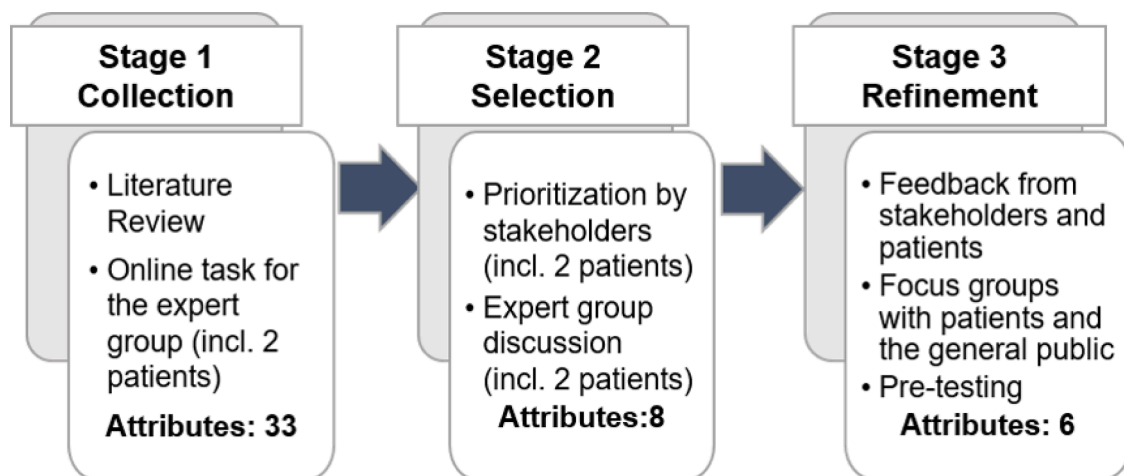 Stage 1
Collection
• Literature
Review
• Online task for
the expert
group (incl. 2
patients)
Attributes: 33
Stage 2
Selection
• Prioritization by
stakeholders
(incl. 2 patients)
• Expert group
discussion
(incl. 2 patients)
Attributes:8
Stage 3
Refinement
• Feedback from
stakeholders and
patients
• Focus groups
with patients and
the general public
• Pre-testing
Attributes: 6